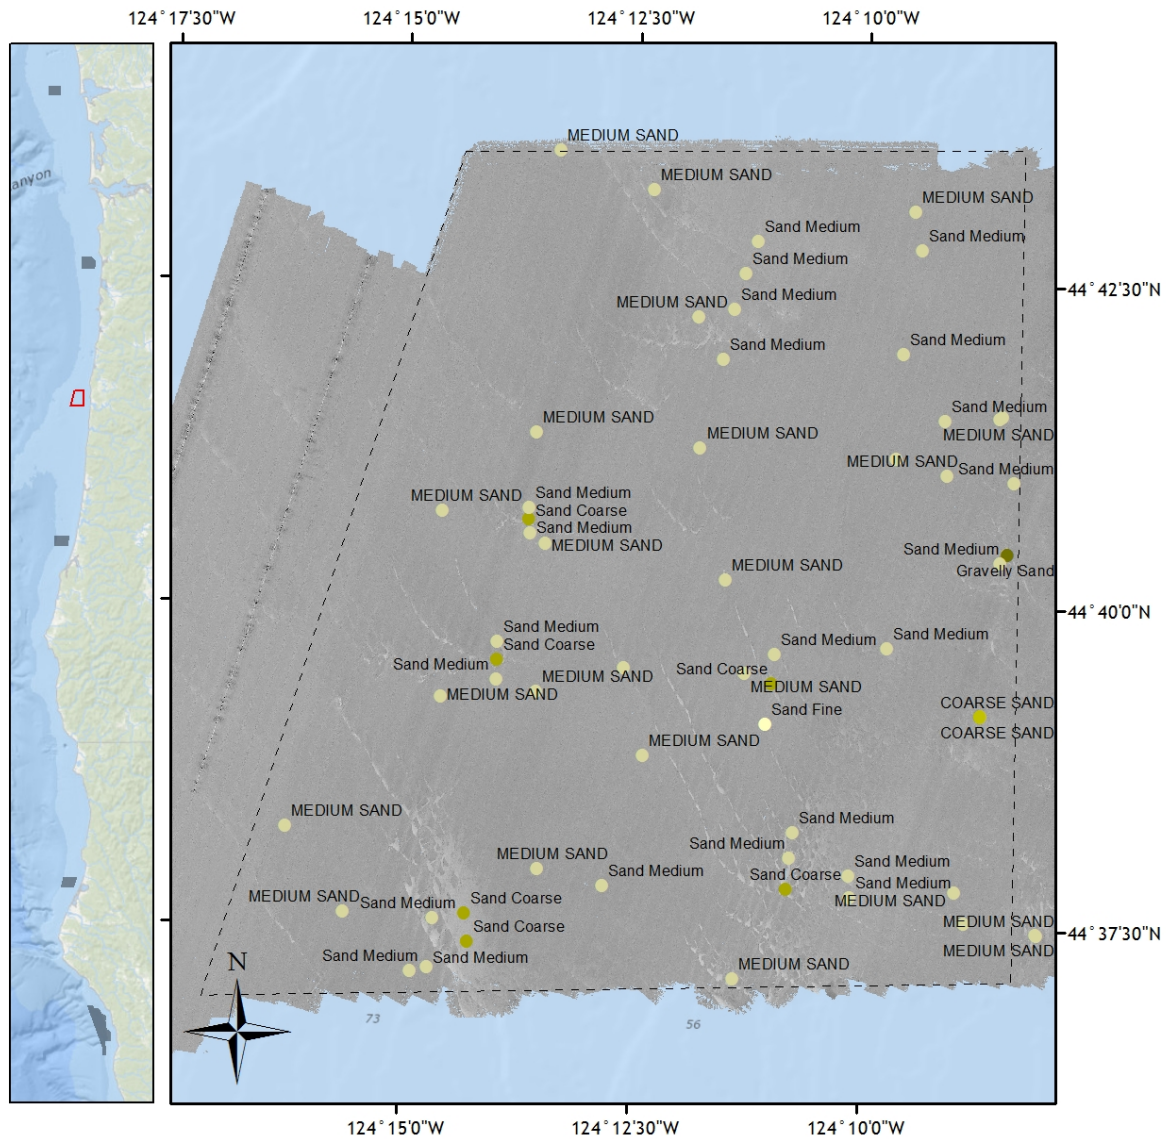 124°17'30"W
124°15'0"W
124°12'30"W
124°10'0"W
anyon
MEDIUM SAND
MEDIUM SAND
MEDIUM SAND
Sand Medium
Sand Medium
Sand Medium
Sand Medium
MEDIUM SAND
44°42'30"N
Sand Medium
Sand Medium
Sand Medium
MEDIUM SAND
MEDIUM SAND
MEDIUM SAND
MEDIUM SAND
Sand Medium
MEDIUM SAND
Sand Medium
Sand Coarse
Sand Medium
MEDIUM SAND
Sand Medium
MEDIUM SAND
Gravelly Sand
44°40'0"N
Sand Medium
Sand Coarse
Sand Medium
Sand Medium
Sand Medium
Sand Coarse
MEDIUM SAND
MEDIUM SAND
MEDIUM SAND
COARSE SAND
Sand Fine
COARSE SAND
MEDIUM SAND
MEDIUM SAND
Sand Medium
Sand Medium
MEDIUM SAND
Sand Medium
Sand Medium
Sand Coarse
Sand Medium
MEDIUM SAND
Sand Medium
Sand Coarse
MEDIUM SAND
MEDIUM SAND
Sand Coarse
44°37'30"N
MEDIUM SAND
Sand Medium
Sand Medium
MEDIUM SAND
N
73
56
124°15'0"W
124°12'30"W
124°10'0"W